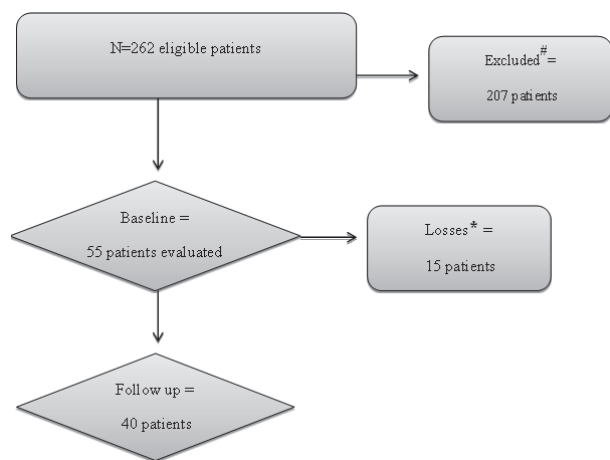 N=262 eligible patients
Excluded#=
207 patients
Baseline =
55 patients evaluated
Losses* =
15 patients
Follow up =
40 patients